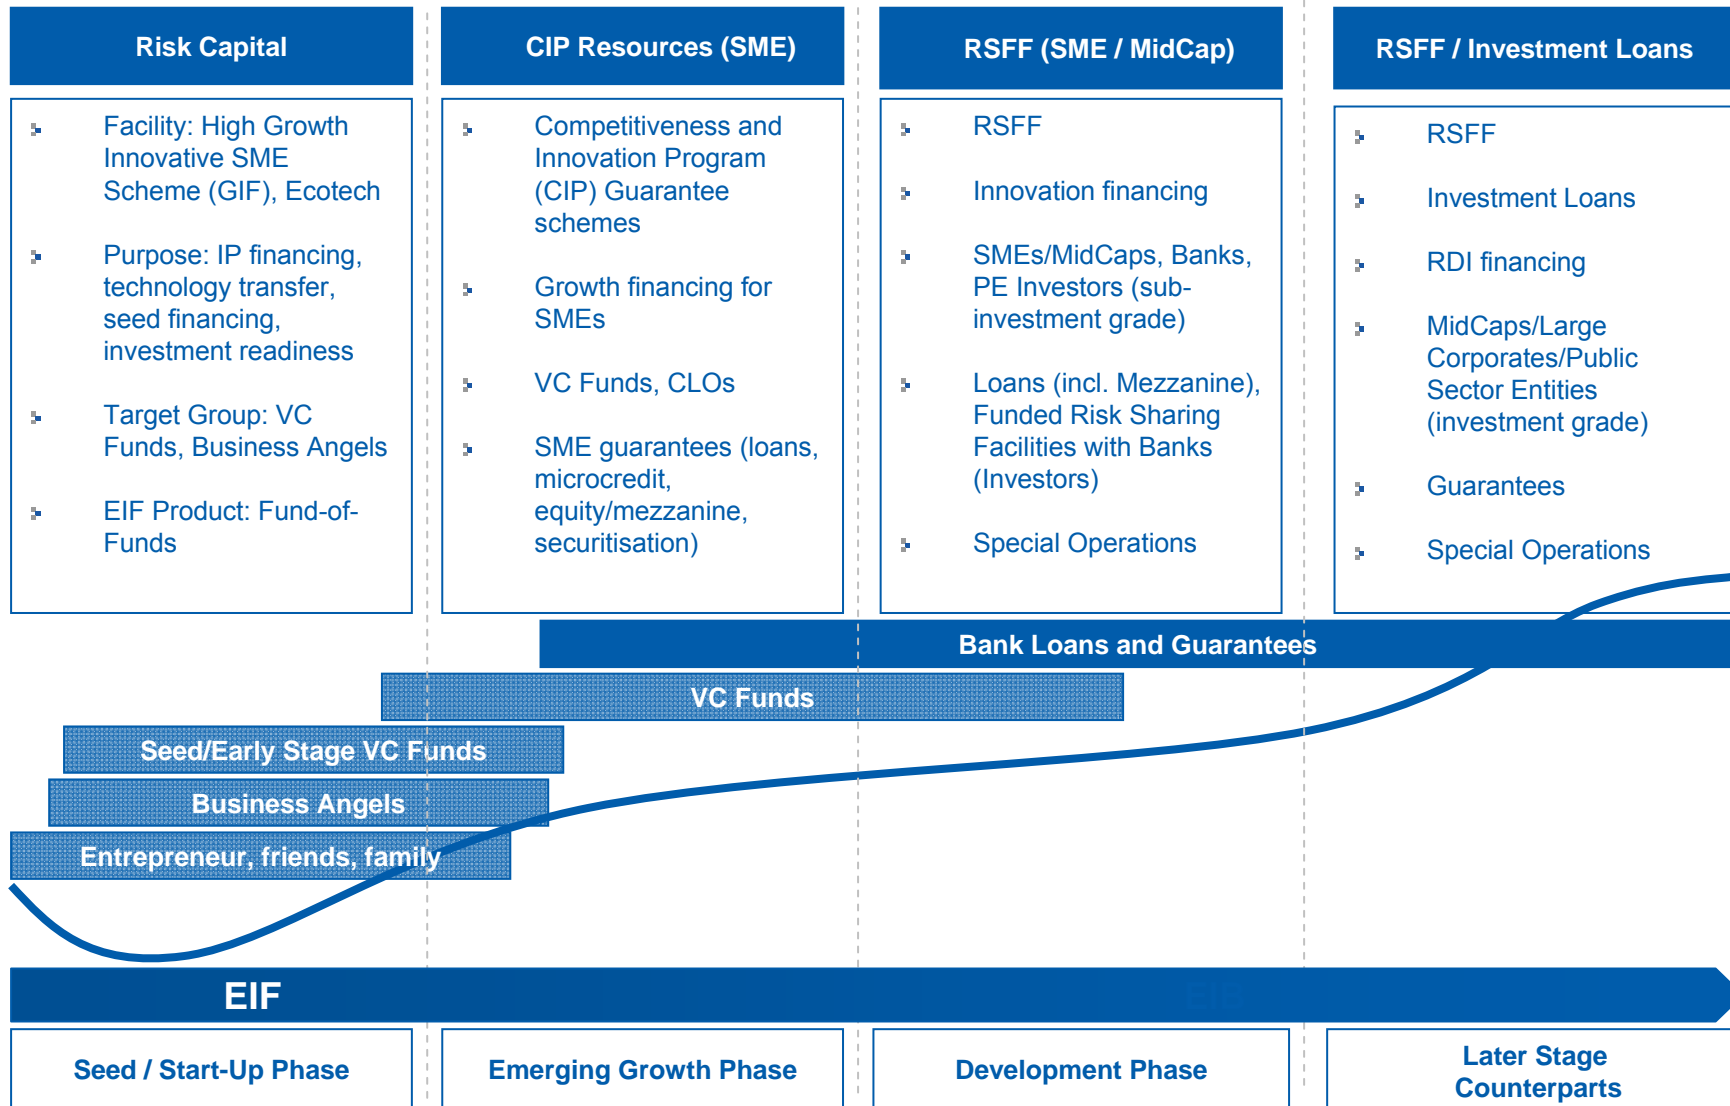 Risk Capital
Facility: High Growth
Innovative SME
Scheme (GIF), Ecotech
Purpose: IP financing,
technology transfer,
seed financing,
investment readiness
Target Group: VC
Funds, Business Angels
EIF Product: Fund-of-
Funds
CIP Resources (SME)
Competitiveness and
Innovation Program
(CIP) Guarantee
schemes
Growth financing for
SMEs
VC Funds, CLOs
SME guarantees (loans,
microcredit,
equity/mezzanine,
securitisation)
RSFF (SME / MidCap)
RSFF
Innovation financing
SMEs/MidCaps, Banks,
PE Investors (sub-
investment grade)
Loans (incl. Mezzanine),
Funded Risk Sharing
Facilities with Banks
(Investors)
Special Operations
RSFF / Investment Loans
RSFF
Investment Loans
RDI financing
MidCaps/Large
Corporates/Public
Sector Entities
(investment grade)
Guarantees
Special Operations
Bank Loans and Guarantees
VC Funds
Seed/Early Stage VC Funds
Business Angels
Entrepreneur, friends, family
EIF
EIB
Seed / Start-Up Phase
Emerging Growth Phase
Development Phase
Later Stage
Counterparts